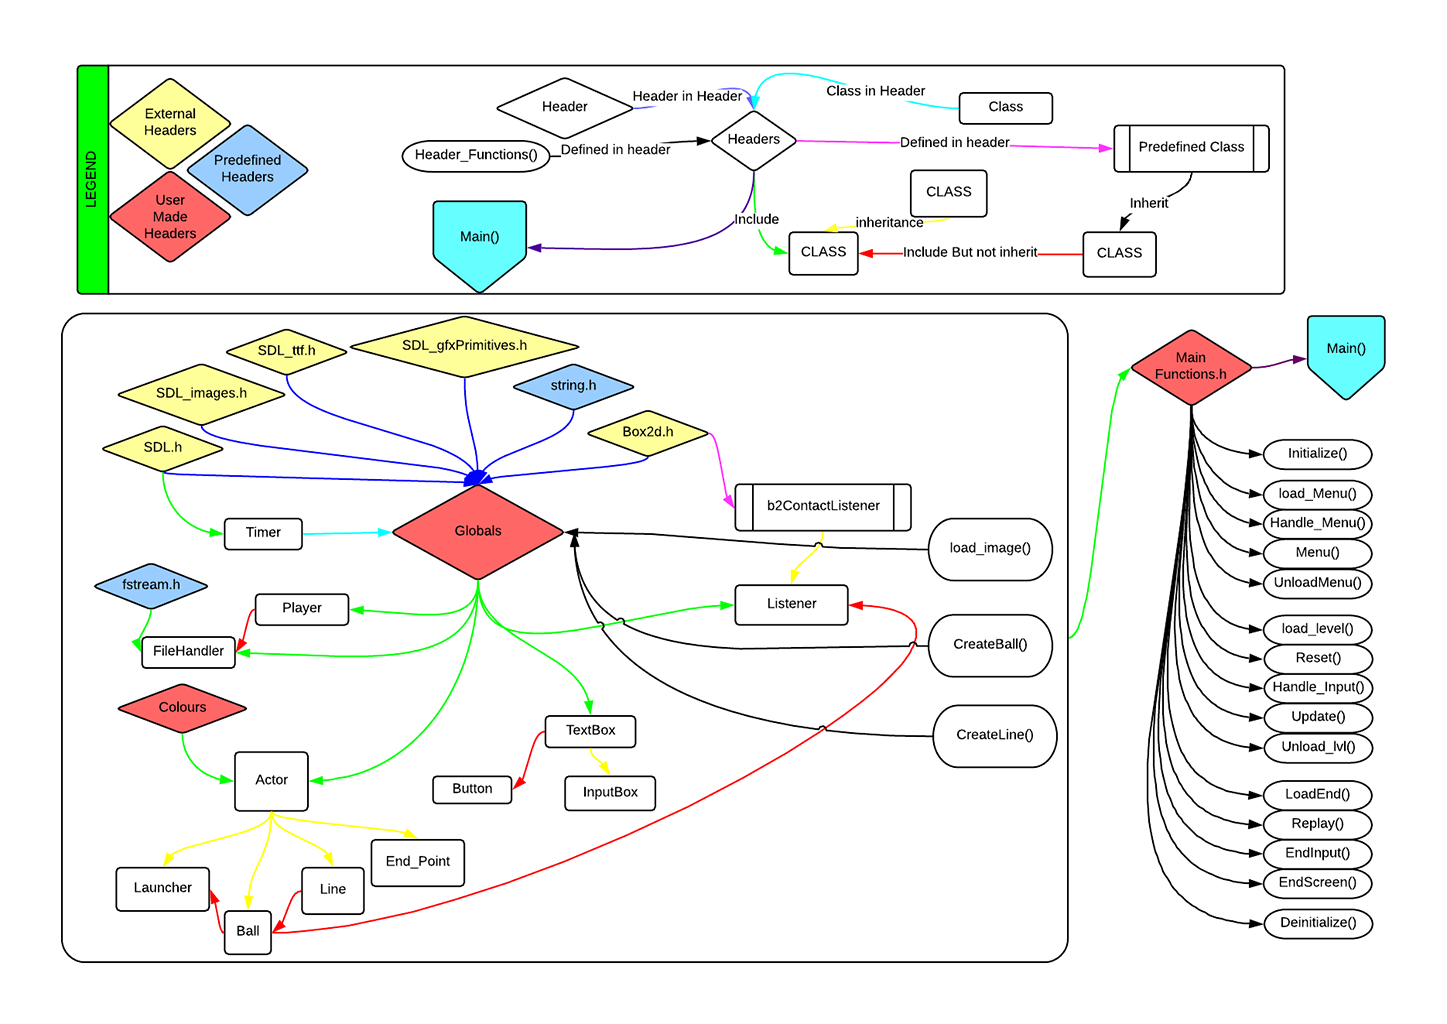 LEGEND
External
Headers
Predefined
Headers
User
Made
Headers
Header
Header in Header
Class in Header
Class
Header_Functions()
Defined in header
Headers
Defined in header
Predefined Class
CLASS
Inherit
Main()
Include
inheritance
CLASS
Include But not inherit
CLASS
SDL_ttf.h
SDL_gfxPrimitives.h
SDL_images.h
string.h
SDL.h
Box2d.h
Timer
Globals
b2ContactListener
load_image()
fstream.h
Player
Listener
FileHandler
CreateBall()
Colours
TextBox
CreateLine()
Actor
Button
InputBox
End_Point
Launcher
Line
Ball
Main
Functions.h
Main()
Initialize()
load_Menu()
Handle_Menu()
Menu()
UnloadMenu()
load_level()
Reset()
Handle_Input()
Update()
Unload_lvl()
LoadEnd()
Replay()
EndInput()
EndScreen()
Deinitialize()